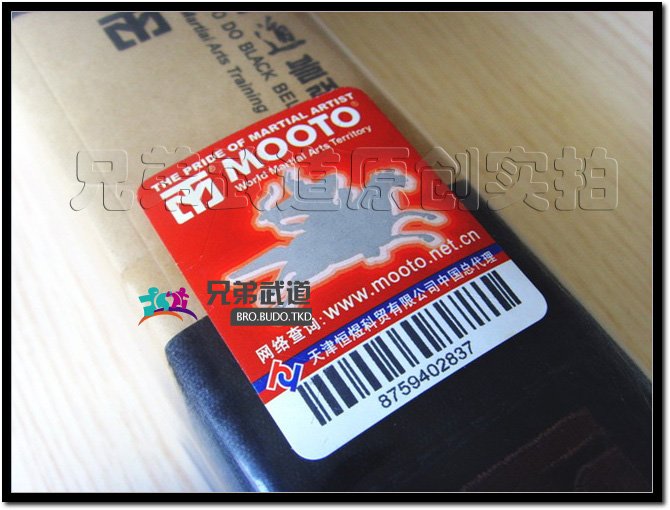 DO BLACK BEL
Martial Arts Training
THE PRIDE OF MARTIAL ARTIST
MOOTO®
World Martial Arts Territory
兄弟武道原创实拍
兄弟武道
BRO.BUDO.TKD
网络查询:www.mooto.net.cn
天津恒煜科贸有限公司中国总代理
8759402837